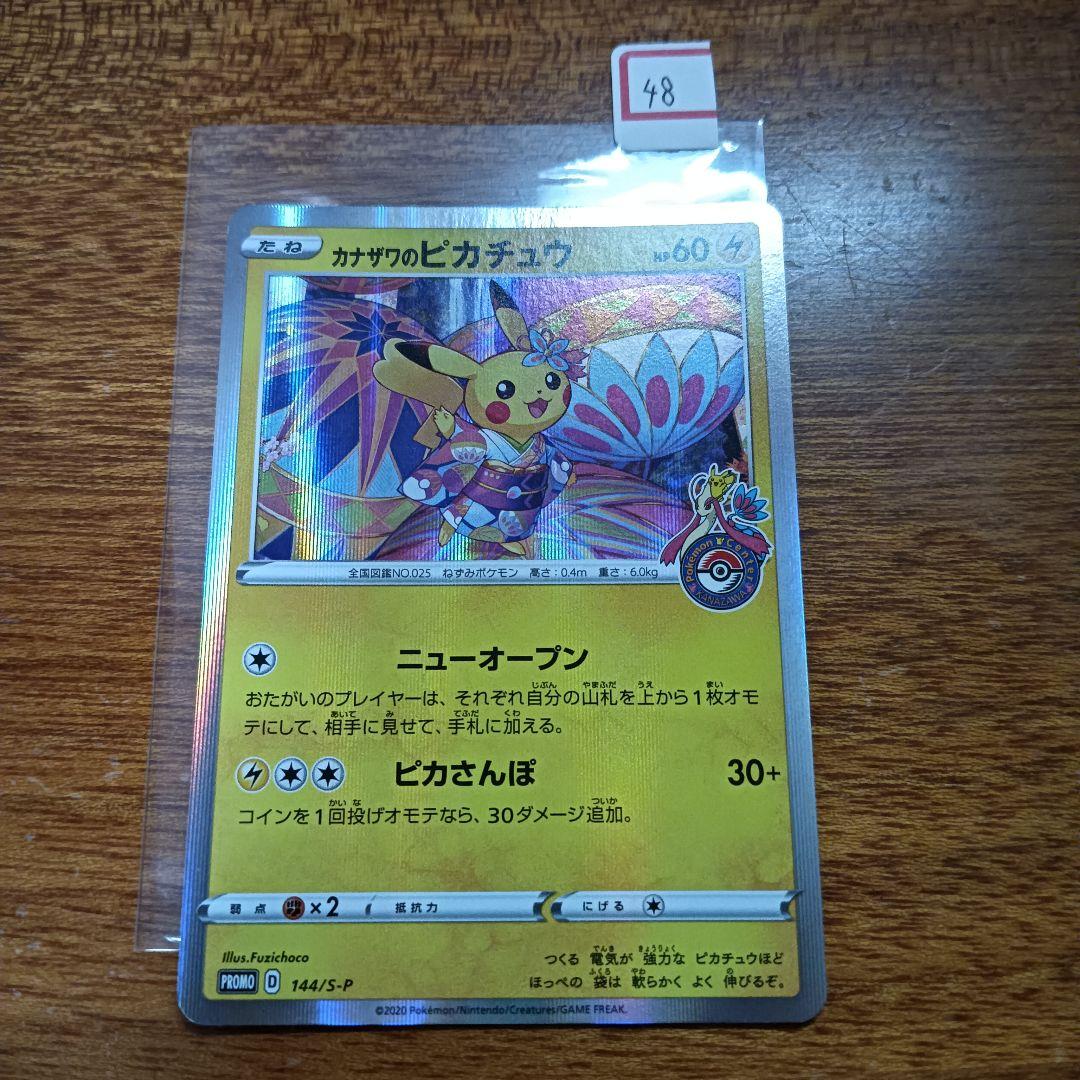 48
たね カナザワのピカチュウ HP60
Pokémon Center
KANAZAWA
全国図鑑NO.025 ねずみポケモン 高さ:0.4m 重さ:6.0kg
ニューオープン
おたがいのプレイヤーは、それぞれ自分の山札を上から1枚オモ
テにして、相手に見せて、手札に加える。
ピカさんぽ 30+
コインを1回投げオモテなら、30ダメージ追加。
弱点 ×2 抵抗力 にげる
Illus.Fuzichoco
つくる 電気が 強力な ピカチュウほど
ほっぺの 袋は 軟らかく よく 伸びるぞ。
PROMO D 144/S-P
©2020 Pokémon/Nintendo/Creatures/GAME FREAK.